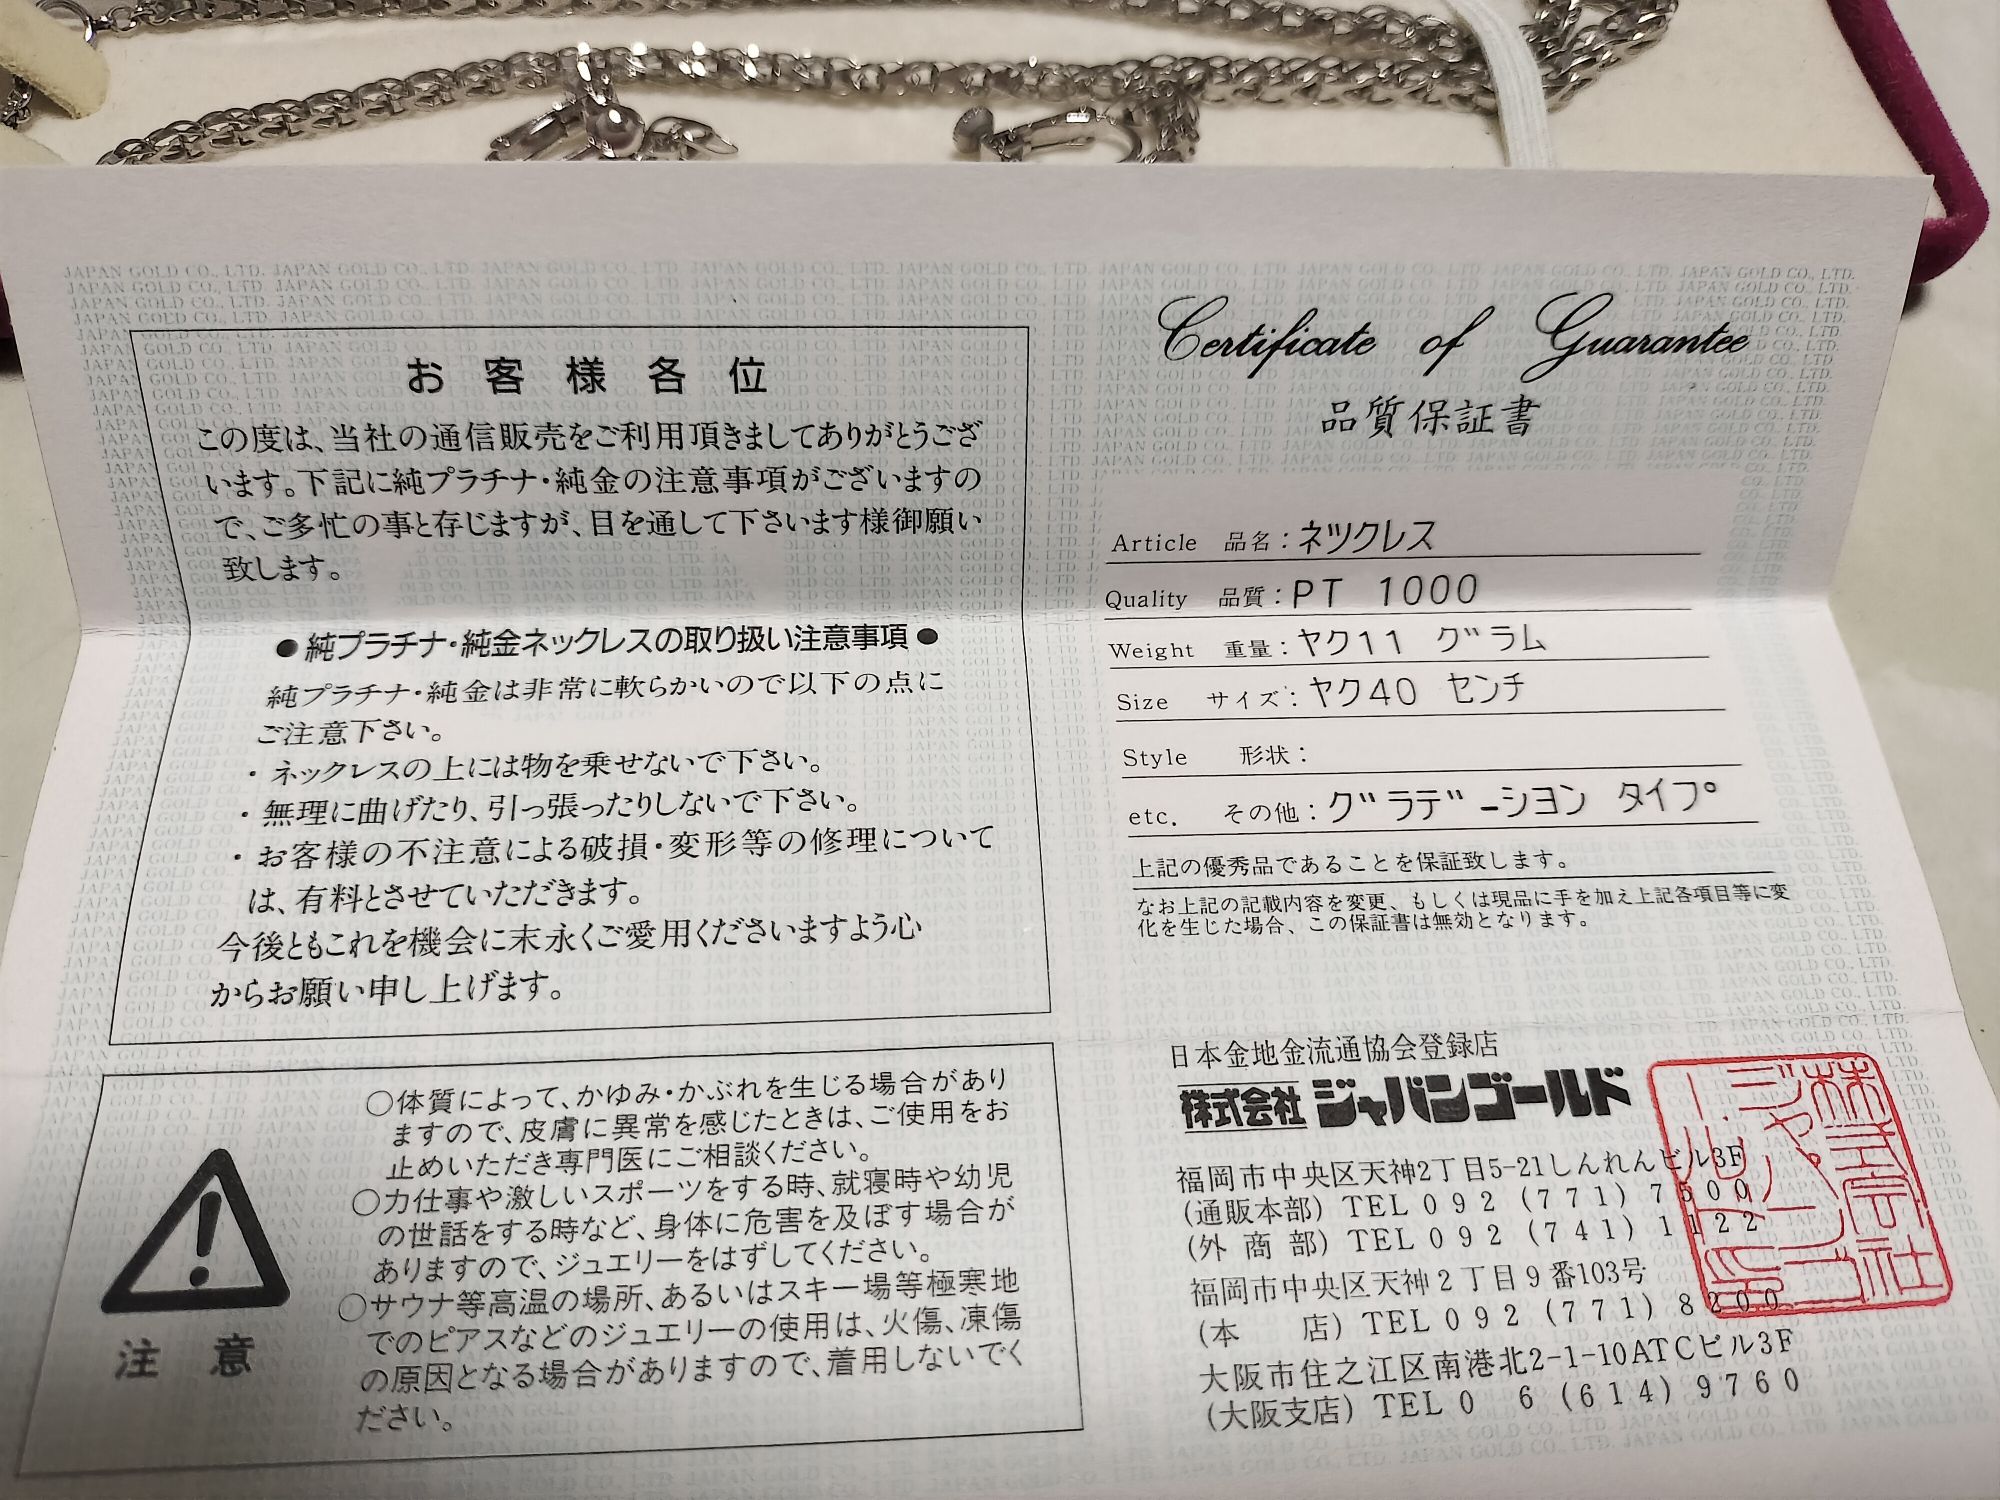 お客様各位
この度は、当社の通信販売をご利用頂きましてありがとうござ
います。下記に純プラチナ・純金の注意事項がございますの
で、ご多忙の事と存じますが、目を通して下さいます様御願い
致します。
●純プラチナ・純金ネックレスの取り扱い注意事項●
純プラチナ・純金は非常に軟らかいので以下の点に
ご注意下さい。
・ネックレスの上には物を乗せないで下さい。
・無理に曲げたり、引っ張ったりしないで下さい。
・お客様の不注意による破損・変形等の修理について
は、有料とさせていただきます。
今後ともこれを機会に末永くご愛用くださいますよう心
からお願い申し上げます。
注意
○体質によって、かゆみ・かぶれを生じる場合があり
ますので、皮膚に異常を感じたときは、ご使用をお
止めいただき専門医にご相談ください。
○力仕事や激しいスポーツをする時、就寝時や幼児
の世話をする時など、身体に危害を及ぼす場合が
ありますので、ジュエリーをはずしてください。
○サウナ等高温の場所、あるいはスキー場等極寒地
でのピアスなどのジュエリーの使用は、火傷、凍傷
の原因となる場合がありますので、着用しないでく
ださい。
Certificate of Guarantee
品質保証書
Article 品名：ネツクレス
Quality 品質：PT 1000
Weight 重量：ヤク11 グラム
Size サイズ：ヤク40 センチ
Style 形状：
etc. その他：グラデーシヨン タイプ
上記の優秀品であることを保証致します。
なお上記の記載内容を変更、もしくは現品に手を加え上記各項目等に変
化を生じた場合、この保証書は無効となります。
日本金地金流通協会登録店
株式会社 ジャパンゴールド
福岡市中央区天神2丁目5-21しんれんビル3F
(通販本部) TEL 092 (771) 7500
(外商部) TEL 092 (741) 1122
福岡市中央区天神2丁目9番103号
(本店) TEL 092 (771) 8200
大阪市住之江区南港北2-1-10ATCビル3F
(大阪支店) TEL 06 (614) 9760
株式会社
ジャパンゴ
ールド印
JAPAN GOLD CO., LTD.